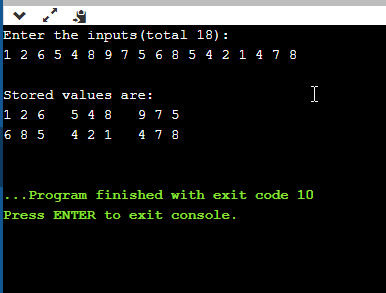 Enter the inputs(total 18):
1 2 6 5 4 8 9 7 5 6 8 5 4 2 1 4 7 8
Stored values are:
1 2 6   5 4 8   9 7 5
6 8 5   4 2 1   4 7 8
...Program finished with exit code 10
Press ENTER to exit console.